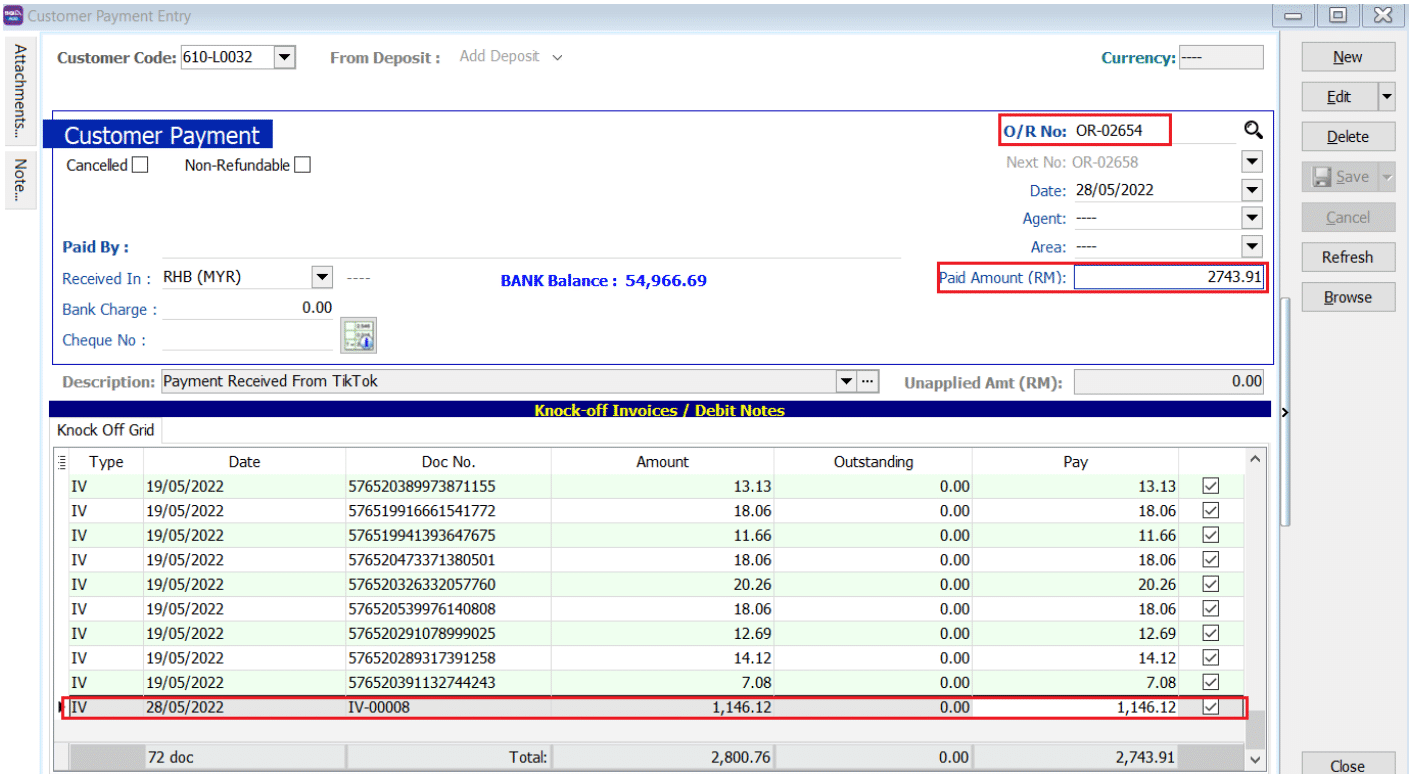 Customer Payment Entry
Attachments...
Note...
Customer Code: 610-L0032 From Deposit : Add Deposit Currency: ----
Customer Payment
Cancelled Non-Refundable
O/R No: OR-02654
Next No: OR-02658
Date: 28/05/2022
Agent: ----
Paid By : Area: ----
Received In : RHB (MYR) ---- BANK Balance : 54,966.69 Paid Amount (RM): 2743.91
Bank Charge : 0.00
Cheque No :
Description: Payment Received From TikTok ... Unapplied Amt (RM): 0.00
Knock-off Invoices / Debit Notes
Knock Off Grid
Type Date Doc No. Amount Outstanding Pay
IV 19/05/2022 576520389973871155 13.13 0.00 13.13
IV 19/05/2022 576519916661541772 18.06 0.00 18.06
IV 19/05/2022 576519941393647675 11.66 0.00 11.66
IV 19/05/2022 576520473371380501 18.06 0.00 18.06
IV 19/05/2022 576520326332057760 20.26 0.00 20.26
IV 19/05/2022 576520539976140808 18.06 0.00 18.06
IV 19/05/2022 576520291078999025 12.69 0.00 12.69
IV 19/05/2022 576520289317391258 14.12 0.00 14.12
IV 19/05/2022 576520391132744243 7.08 0.00 7.08
IV 28/05/2022 IV-00008 1,146.12 0.00 1,146.12
72 doc Total: 2,800.76 0.00 2,743.91
New
Edit
Delete
Save
Cancel
Refresh
Browse
Close